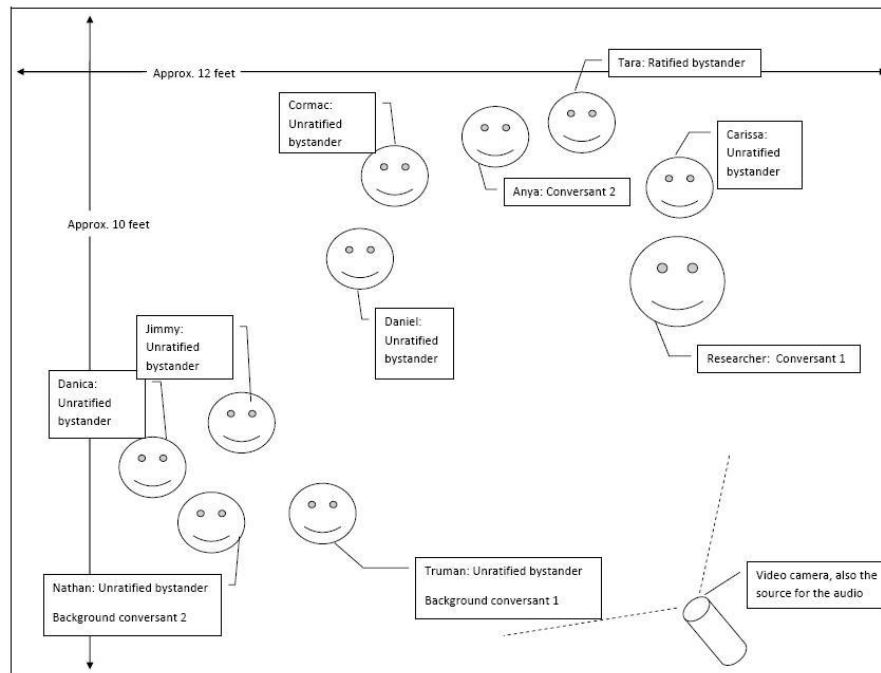 Tara: Ratified bystander
Approx. 12 feet
Cormac:
Unratified
bystander
Carissa:
Unratified
bystander
Anya: Conversant 2
Approx. 10 feet
Daniel:
Unratified
bystander
Jimmy:
Unratified
bystander
Researcher:  Conversant 1
Danica:
Unratified
bystander
Truman: Unratified bystander
Background conversant 1
Nathan: Unratified bystander
Background conversant 2
Video camera, also the
source for the audio